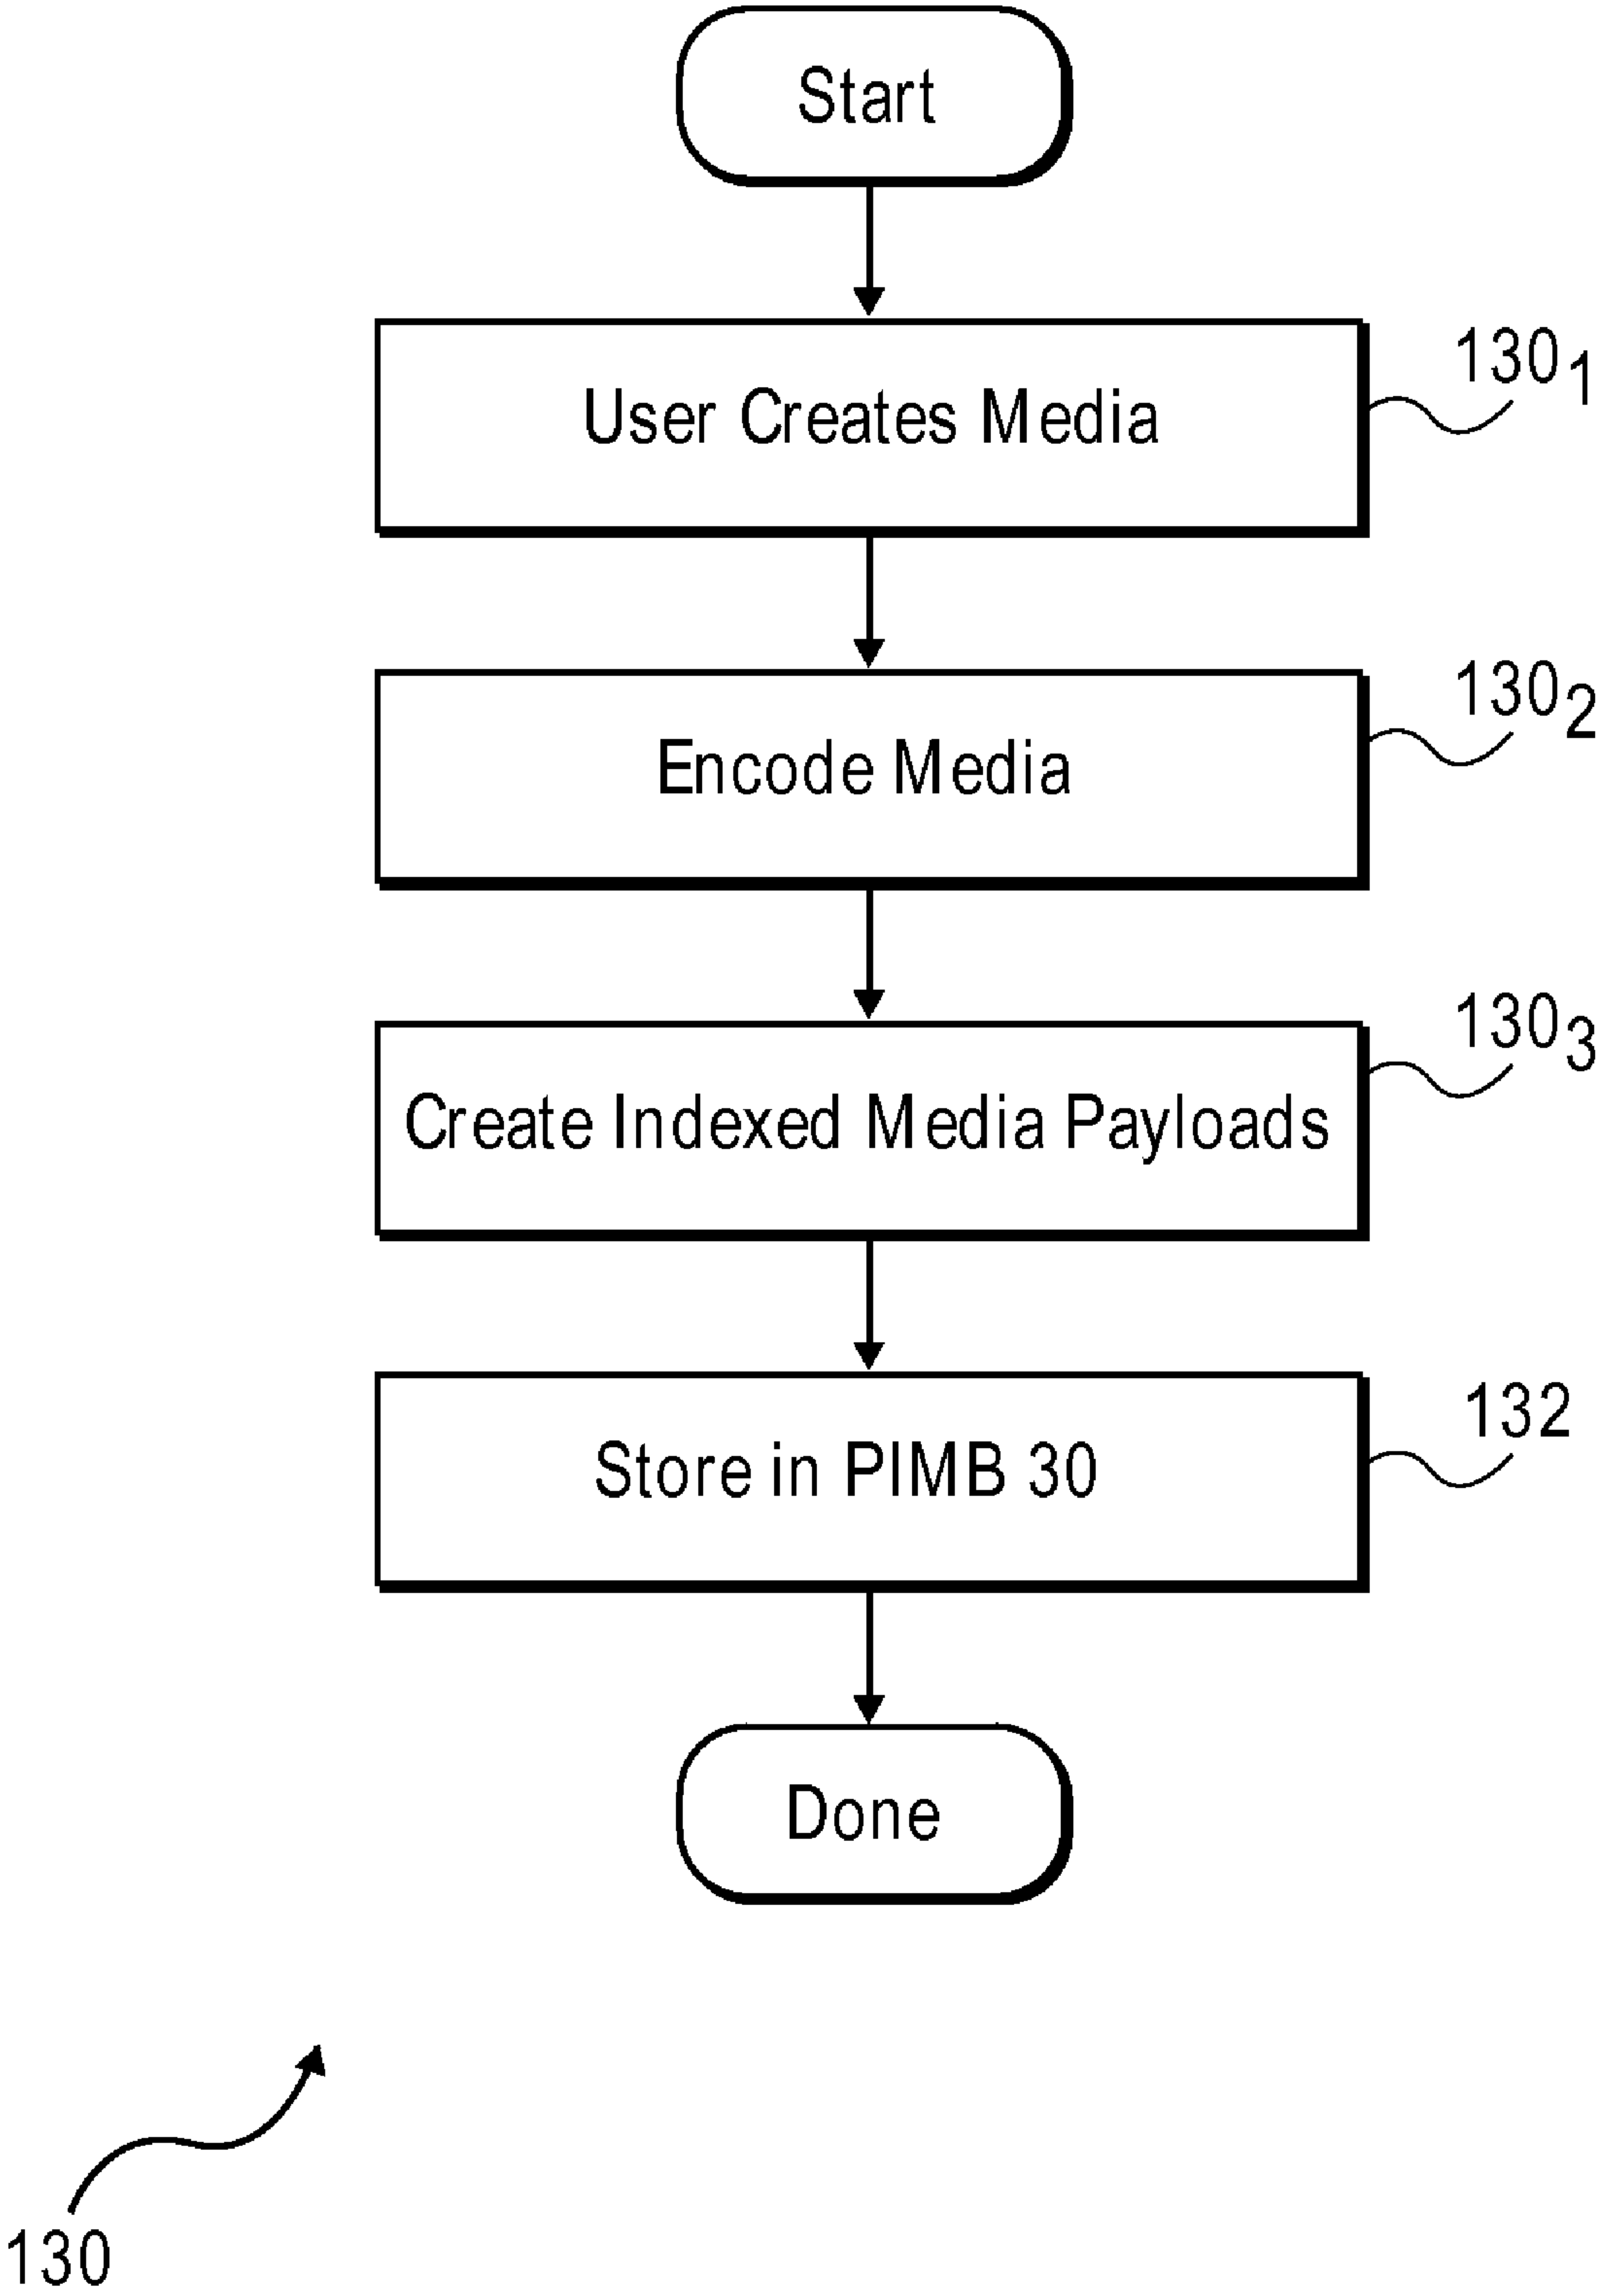 Start
User Creates Media
130₁
Encode Media
130₂
Create Indexed Media Payloads
130₃
Store in PIMB 30
132
Done
130